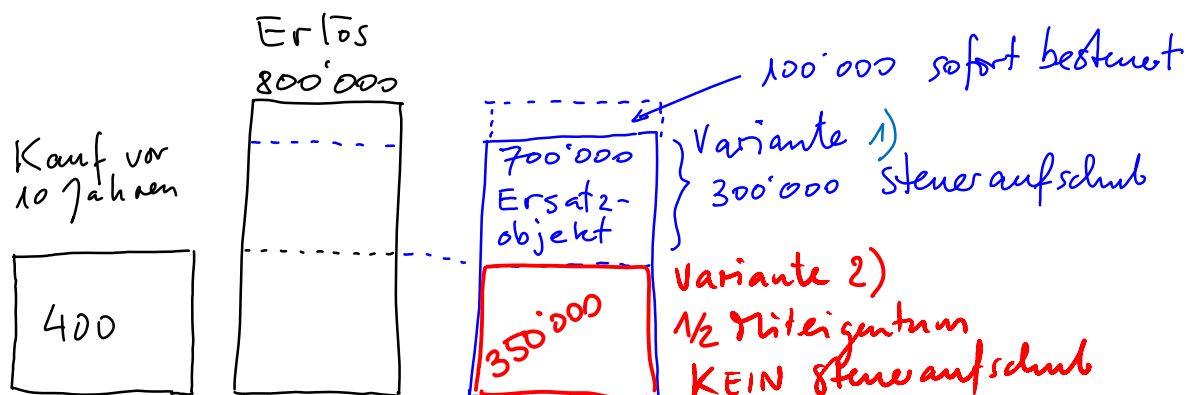 Erlös
800'000
Kauf vor
10 Jahren
400
100'000 sofort besteuert
700'000
Ersatz-
objekt
Variante 1)
300'000 Steueraufschub
350'000
Variante 2)
1/2 Miteigentum
KEIN Steueraufschub